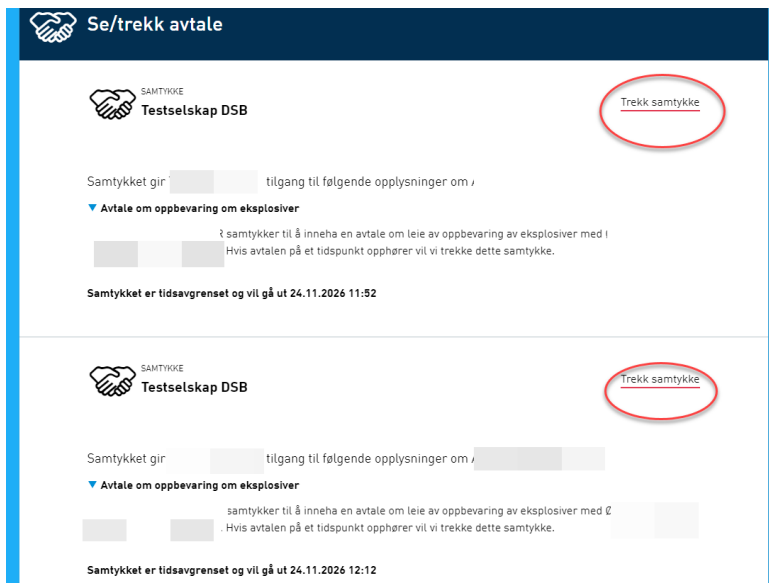 Se/trekk avtale
SAMTYKKE
Testselskap DSB
Trekk samtykke
Samtykket gir tilgang til følgende opplysninger om
Avtale om oppbevaring om eksplosiver
samtykker til å inneha en avtale om leie av oppbevaring av eksplosiver med
Hvis avtalen på et tidspunkt opphører vil vi trekke dette samtykke.
Samtykket er tidsavgrenset og vil gå ut 24.11.2026 11:52
SAMTYKKE
Testselskap DSB
Trekk samtykke
Samtykket gir tilgang til følgende opplysninger om
Avtale om oppbevaring om eksplosiver
samtykker til å inneha en avtale om leie av oppbevaring av eksplosiver med Ø
. Hvis avtalen på et tidspunkt opphører vil vi trekke dette samtykke.
Samtykket er tidsavgrenset og vil gå ut 24.11.2026 12:12